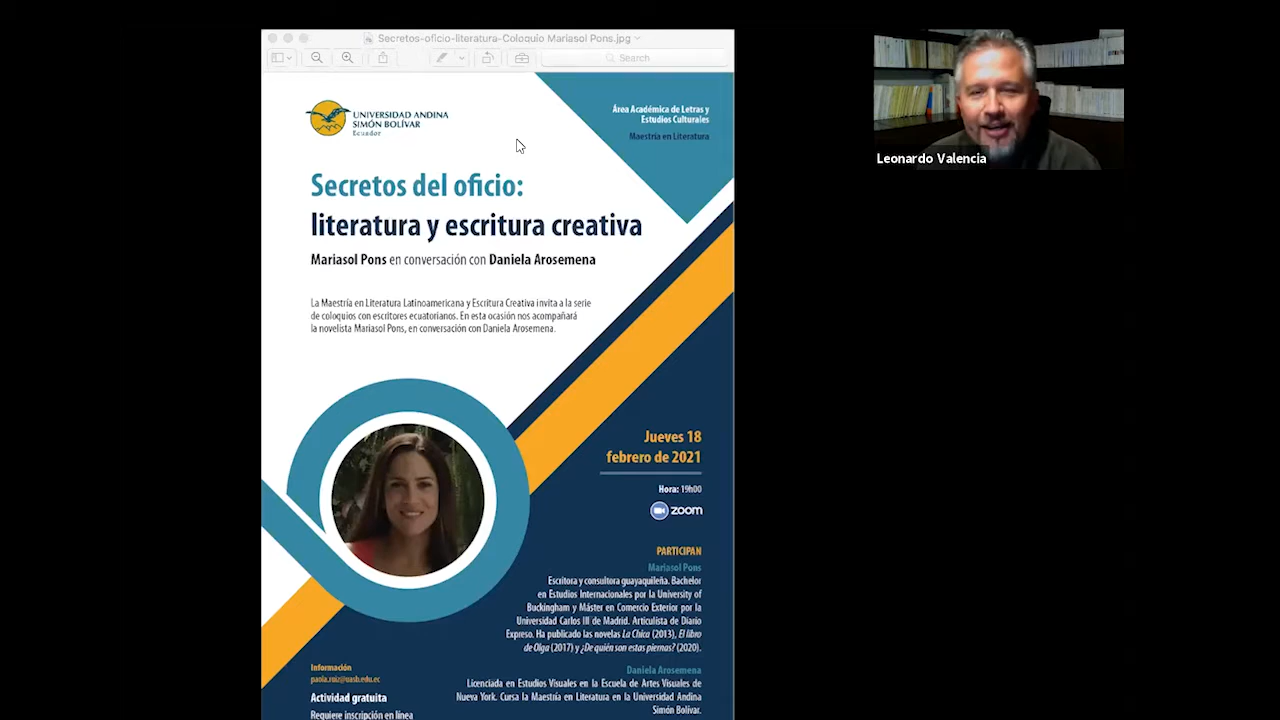 Secretos-oficio-literatura-Coloquio Mariasol Pons.jpg
Search
UNIVERSIDAD ANDINA
SIMÓN BOLÍVAR
Ecuador
Área Académica de Letras y
Estudios Culturales
Maestría en Literatura
Leonardo Valencia
Secretos del oficio:
literatura y escritura creativa
Mariasol Pons en conversación con Daniela Arosemena
La Maestría en Literatura Latinoamericana y Escritura Creativa invita a la serie
de coloquios con escritores ecuatorianos. En esta ocasión nos acompañará
la novelista Mariasol Pons, en conversación con Daniela Arosemena.
Jueves 18
febrero de 2021
Hora: 19h00
zoom
PARTICIPAN
Mariasol Pons
Escritora y consultora guayaquileña. Bachelor
en Estudios Internacionales por la University of
Buckingham y Máster en Comercio Exterior por la
Universidad Carlos III de Madrid. Articulista de Diario
Expreso. Ha publicado las novelas La Chica (2013), El libro
de Olga (2017) y ¿De quién son estas piernas? (2020).
Daniela Arosemena
Licenciada en Estudios Visuales en la Escuela de Artes Visuales de
Nueva York. Cursa la Maestría en Literatura en la Universidad Andina
Simón Bolívar.
Información
paola.ruiz@uasb.edu.ec
Actividad gratuita
Requiere inscripción en línea